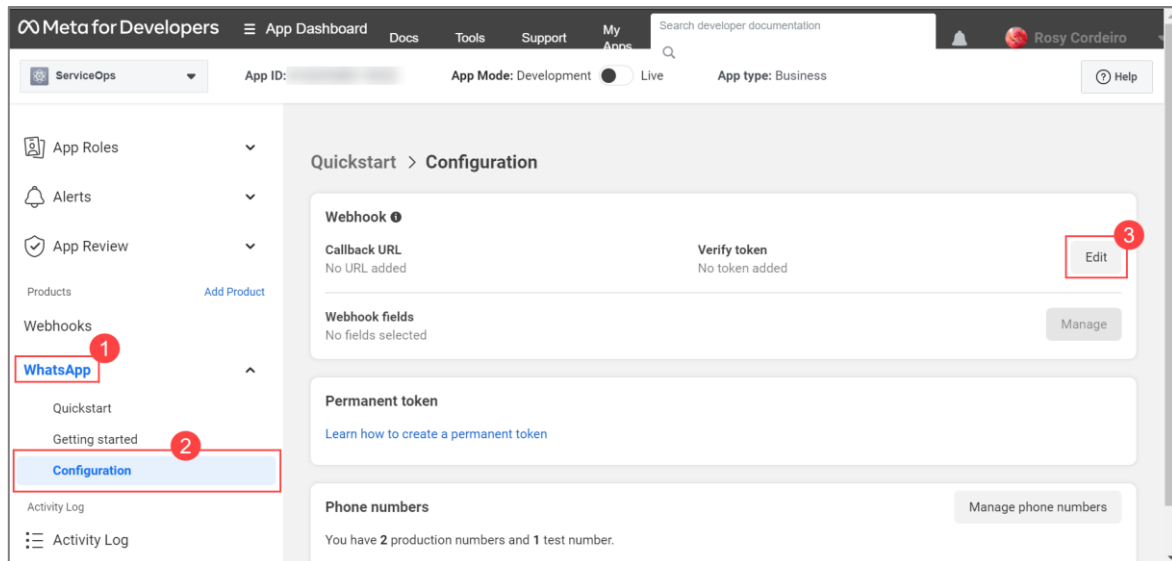 Meta for Developers
App Dashboard
Docs
Tools
Support
My Apps
Search developer documentation
Rosy Cordeiro
ServiceOps
App ID:
App Mode: Development
Live
App type: Business
Help
App Roles
Alerts
App Review
Products
Add Product
Webhooks
1
WhatsApp
Quickstart
Getting started
2
Configuration
Activity Log
Activity Log
Quickstart > Configuration
Webhook
Callback URL
No URL added
Verify token
No token added
3
Edit
Webhook fields
No fields selected
Manage
Permanent token
Learn how to create a permanent token
Phone numbers
Manage phone numbers
You have 2 production numbers and 1 test number.